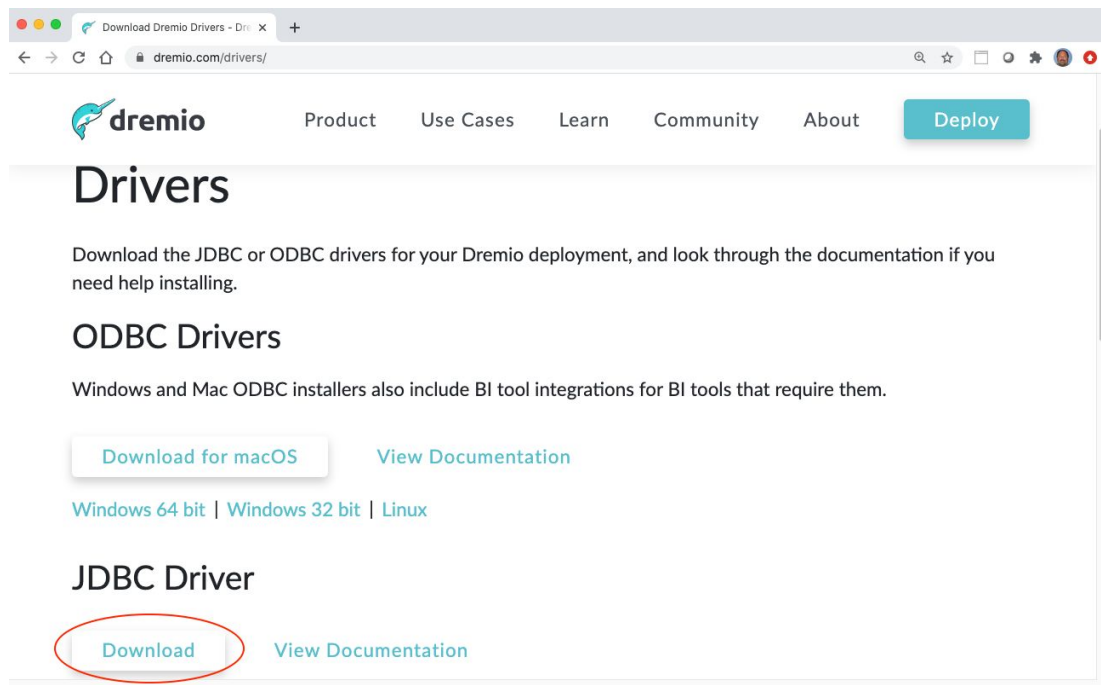 Download Dremio Drivers - Dre
dremio.com/drivers/
dremio Product Use Cases Learn Community About Deploy
Drivers
Download the JDBC or ODBC drivers for your Dremio deployment, and look through the documentation if you
need help installing.
ODBC Drivers
Windows and Mac ODBC installers also include BI tool integrations for BI tools that require them.
Download for macOS View Documentation
Windows 64 bit | Windows 32 bit | Linux
JDBC Driver
Download View Documentation